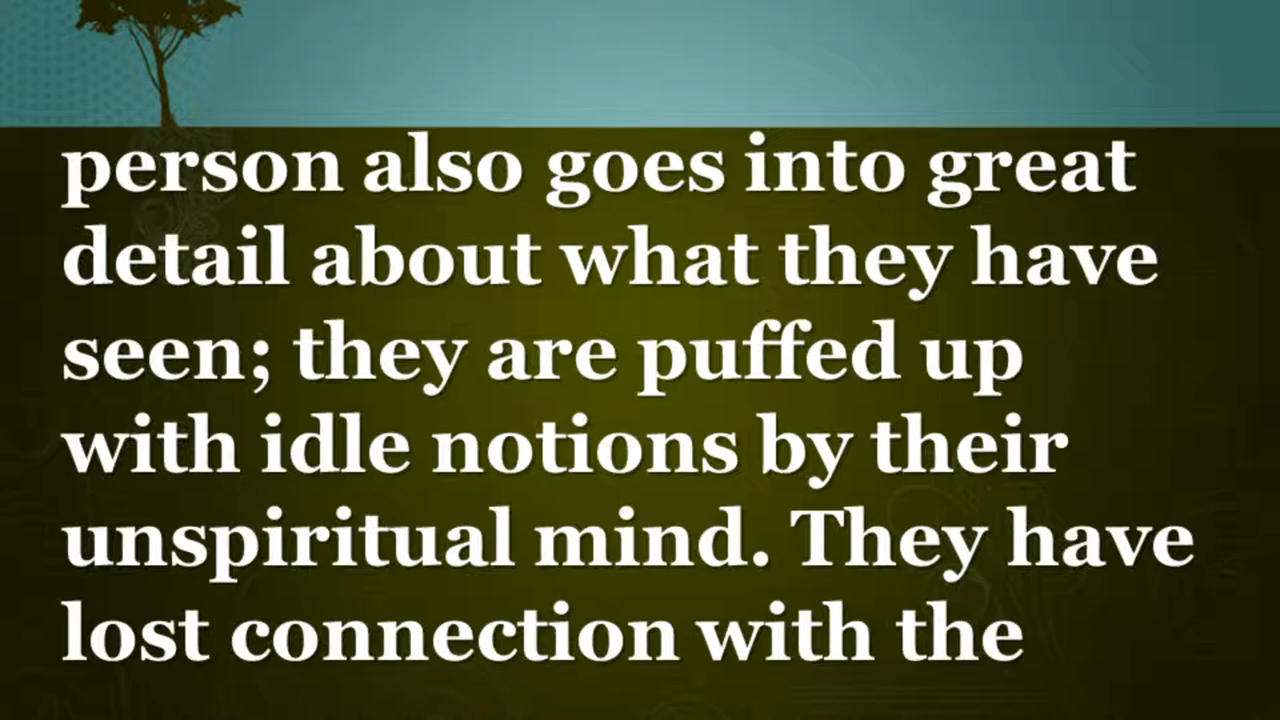 person also goes into great
detail about what they have
seen; they are puffed up
with idle notions by their
unspiritual mind. They have
lost connection with the